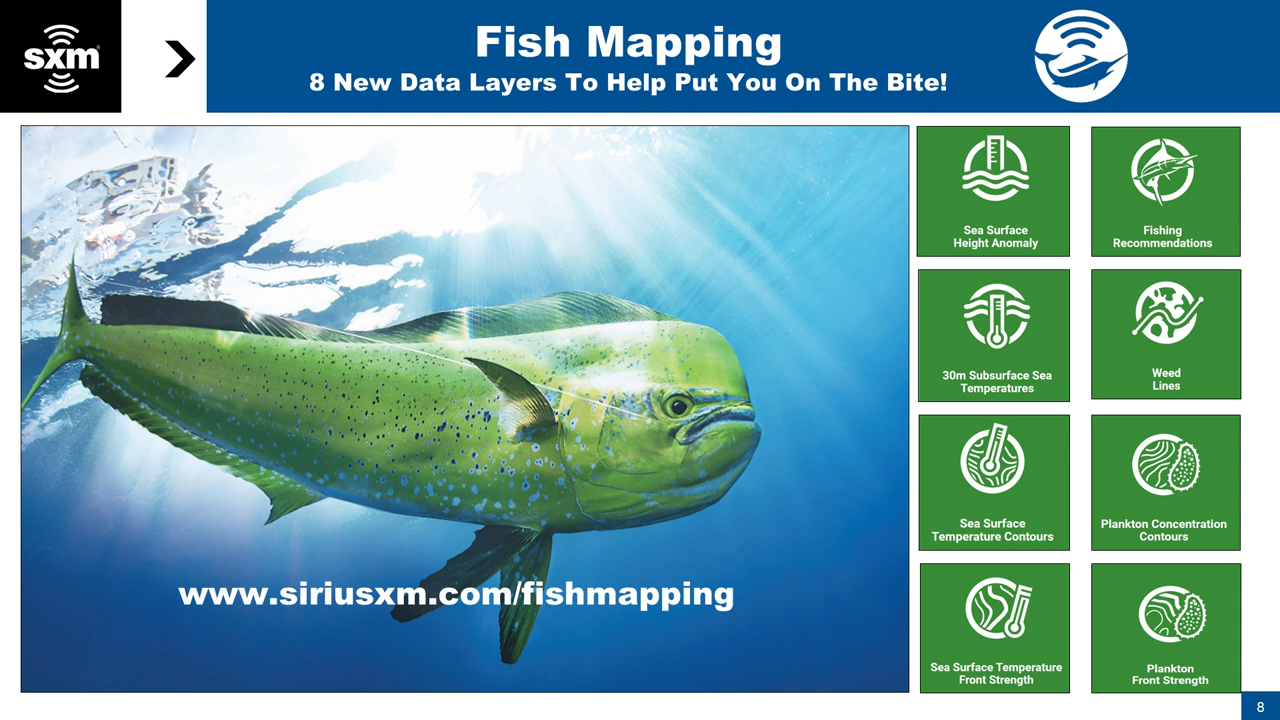 sxm
Fish Mapping
8 New Data Layers To Help Put You On The Bite!
www.siriusxm.com/fishmapping
Sea Surface
Height Anomaly
Fishing
Recommendations
30m Subsurface Sea
Temperatures
Weed
Lines
Sea Surface
Temperature Contours
Plankton Concentration
Contours
Sea Surface Temperature
Front Strength
Plankton
Front Strength
8